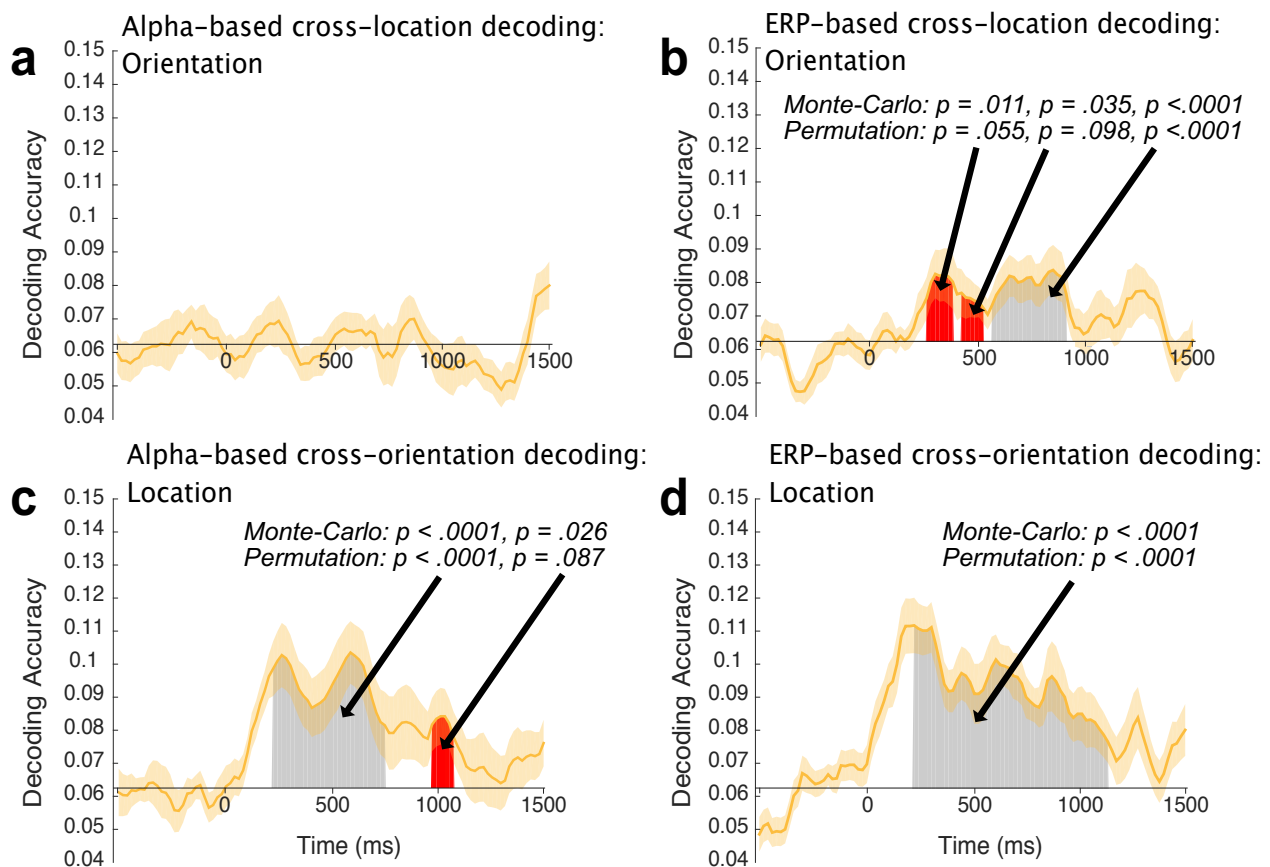 a
Alpha-based cross-location decoding:
Orientation
0.15
0.14
0.13
0.12
0.11
0.1
0.09
0.08
0.07
0.06
0.05
0.04
Decoding Accuracy
0
500
1000
1500
b
ERP-based cross-location decoding:
Orientation
Monte-Carlo: p = .011, p = .035, p <.0001
Permutation: p = .055, p = .098, p <.0001
0.15
0.14
0.13
0.12
0.11
0.1
0.09
0.08
0.07
0.06
0.05
0.04
Decoding Accuracy
0
500
1000
1500
c
Alpha-based cross-orientation decoding:
Location
Monte-Carlo: p < .0001, p = .026
Permutation: p < .0001, p = .087
0.15
0.14
0.13
0.12
0.11
0.1
0.09
0.08
0.07
0.06
0.05
0.04
Decoding Accuracy
0
500
1000
1500
Time (ms)
d
ERP-based cross-orientation decoding:
Location
Monte-Carlo: p < .0001
Permutation: p < .0001
0.15
0.14
0.13
0.12
0.11
0.1
0.09
0.08
0.07
0.06
0.05
0.04
Decoding Accuracy
0
500
1000
1500
Time (ms)